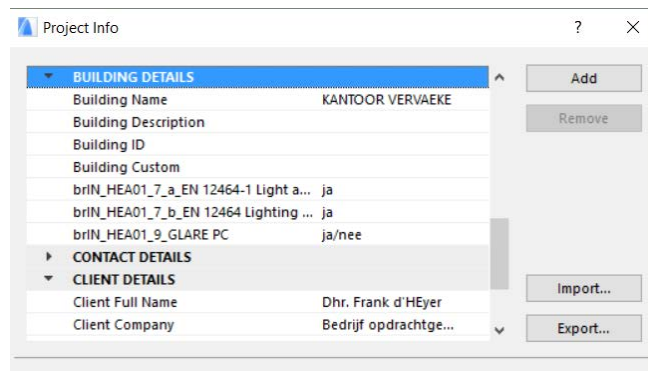 Project Info
BUILDING DETAILS
Building Name KANTOOR VERVAEKE
Building Description
Building ID
Building Custom
brIN_HEA01_7_a_EN 12464-1 Light a... ja
brIN_HEA01_7_b_EN 12464 Lighting ... ja
brIN_HEA01_9_GLARE PC ja/nee
CONTACT DETAILS
CLIENT DETAILS
Client Full Name Dhr. Frank d'HEyer
Client Company Bedrijf opdrachtge...
Add
Remove
Import...
Export...